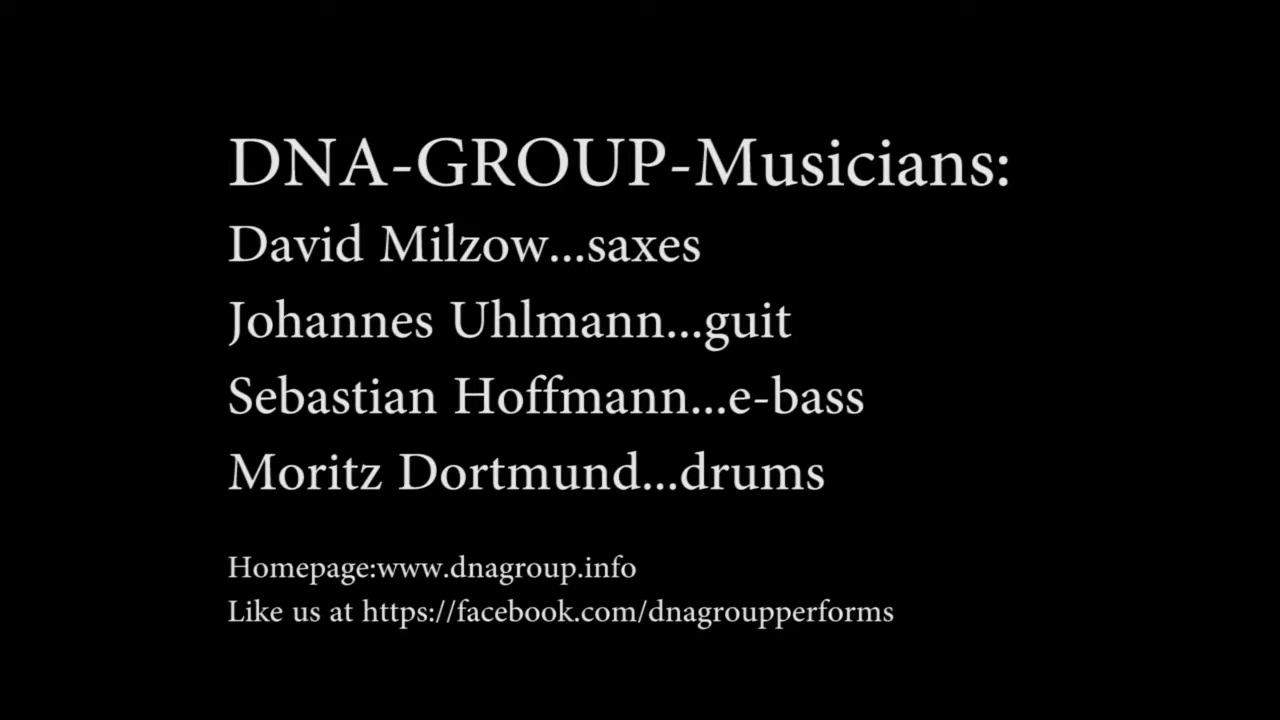 DNA-GROUP-Musicians:
David Milzow...saxes
Johannes Uhlmann...guit
Sebastian Hoffmann...e-bass
Moritz Dortmund...drums
Homepage:www.dnagroup.info
Like us at https://facebook.com/dnagroupperforms